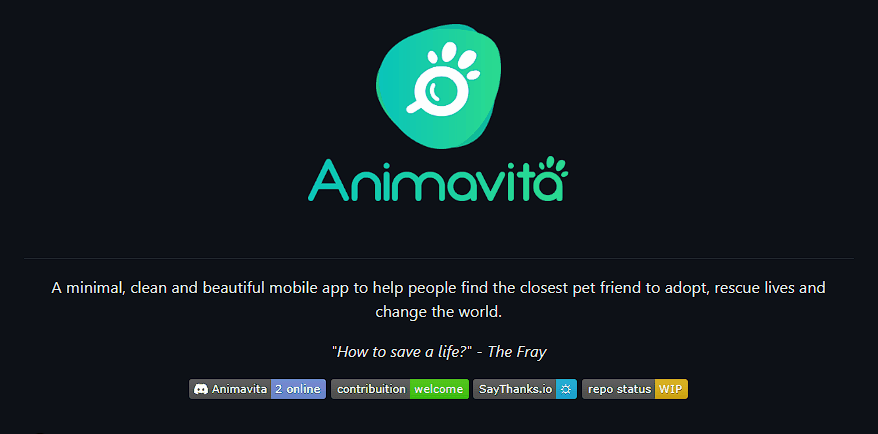 Animavita
A minimal, clean and beautiful mobile app to help people find the closest pet friend to adopt, rescue lives and
change the world.
"How to save a life?" - The Fray
Animavita 2 online contribuition welcome SayThanks.io repo status WIP